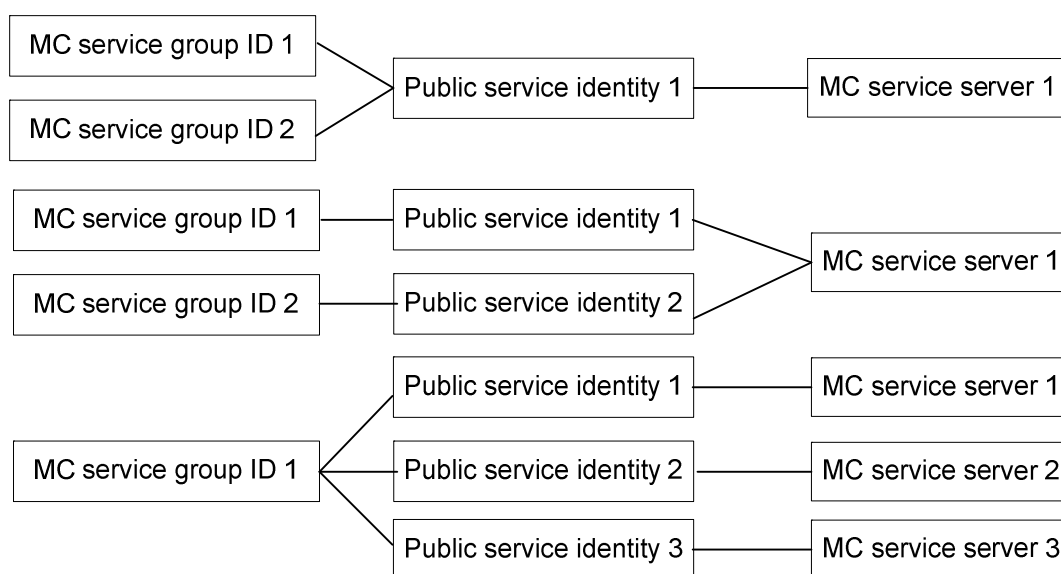 MC service group ID 1
Public service identity 1
MC service server 1
MC service group ID 2
MC service group ID 1
Public service identity 1
MC service server 1
MC service group ID 2
Public service identity 2
Public service identity 1
MC service server 1
MC service group ID 1
Public service identity 2
MC service server 2
Public service identity 3
MC service server 3